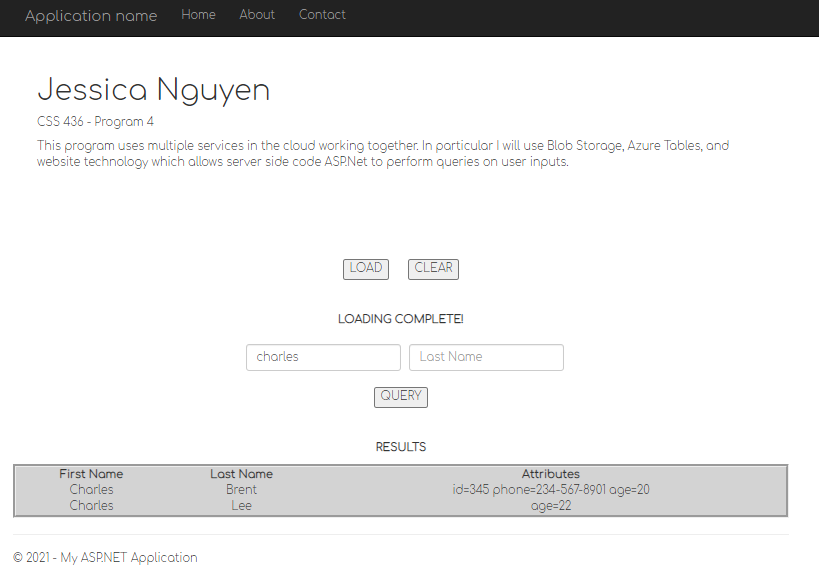 Application name Home About Contact
Jessica Nguyen
CSS 436 - Program 4
This program uses multiple services in the cloud working together. In particular I will use Blob Storage, Azure Tables, and
website technology which allows server side code ASP.Net to perform queries on user inputs.
LOAD CLEAR
LOADING COMPLETE!
charles Last Name
QUERY
RESULTS
First Name Last Name Attributes
Charles Brent id=345 phone=234-567-8901 age=20
Charles Lee age=22
© 2021 - My ASP.NET Application